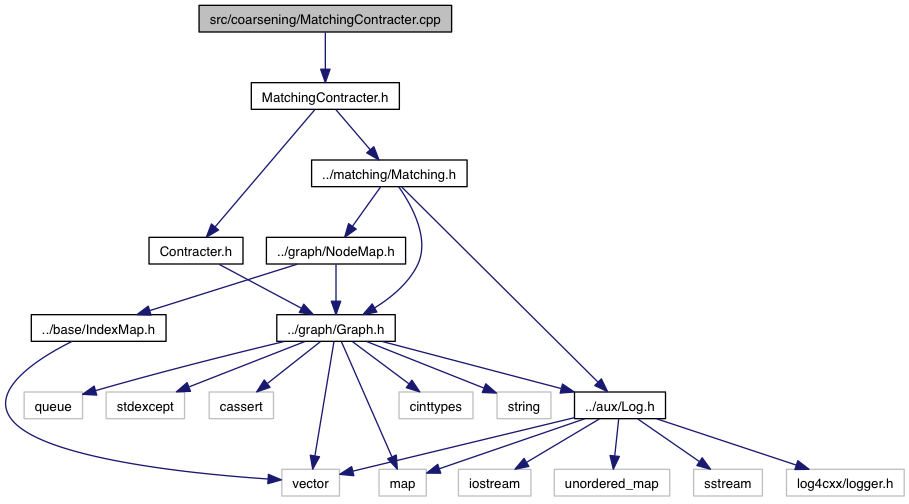 src/coarsening/MatchingContracter.cpp
MatchingContracter.h
../matching/Matching.h
Contracter.h
../graph/NodeMap.h
../base/IndexMap.h
../graph/Graph.h
queue
stdexcept
cassert
cinttypes
string
../aux/Log.h
vector
map
iostream
unordered_map
sstream
log4cxx/logger.h